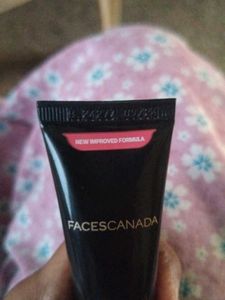 NEW IMPROVED FORMULA
FACESCANADA